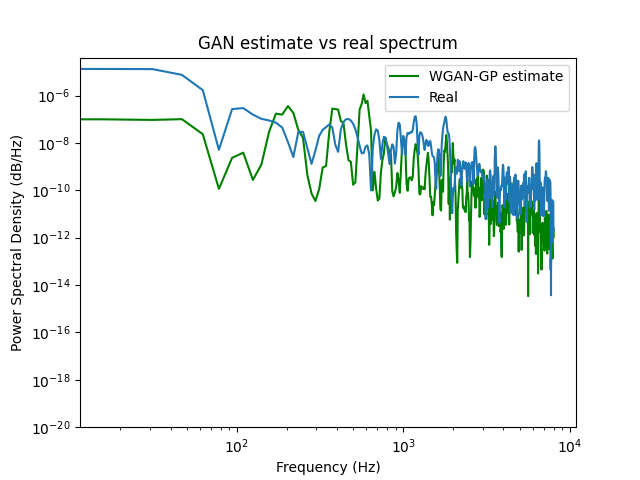 GAN estimate vs real spectrum
WGAN-GP estimate
Real
Power Spectral Density (dB/Hz)
10⁻⁶
10⁻⁸
10⁻¹⁰
10⁻¹²
10⁻¹⁴
10⁻¹⁶
10⁻¹⁸
10⁻²⁰
10² 10³ 10⁴
Frequency (Hz)